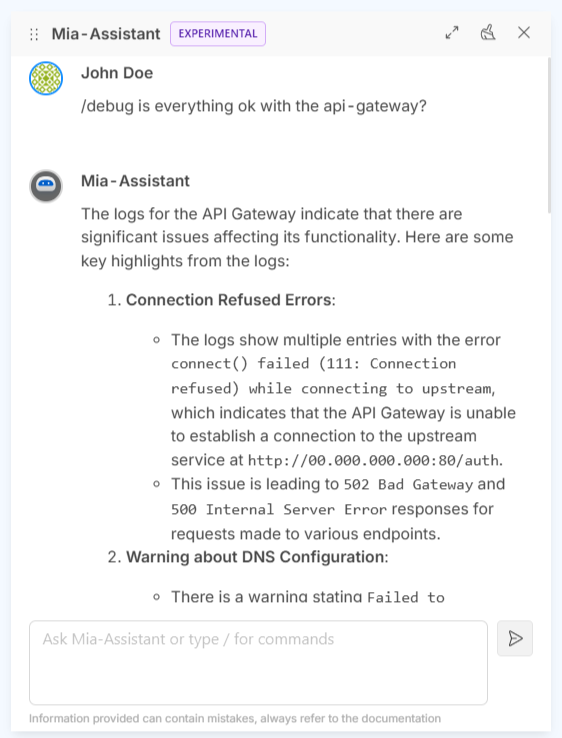 Mia-Assistant EXPERIMENTAL
John Doe
/debug is everything ok with the api-gateway?
Mia-Assistant
The logs for the API Gateway indicate that there are
significant issues affecting its functionality. Here are some
key highlights from the logs:
1. Connection Refused Errors:
The logs show multiple entries with the error
connect() failed (111: Connection
refused) while connecting to upstream,
which indicates that the API Gateway is unable
to establish a connection to the upstream
service at http://00.000.000.000:80/auth.
This issue is leading to 502 Bad Gateway and
500 Internal Server Error responses for
requests made to various endpoints.
2. Warning about DNS Configuration:
There is a warning stating Failed to
Ask Mia-Assistant or type / for commands
Information provided can contain mistakes, always refer to the documentation